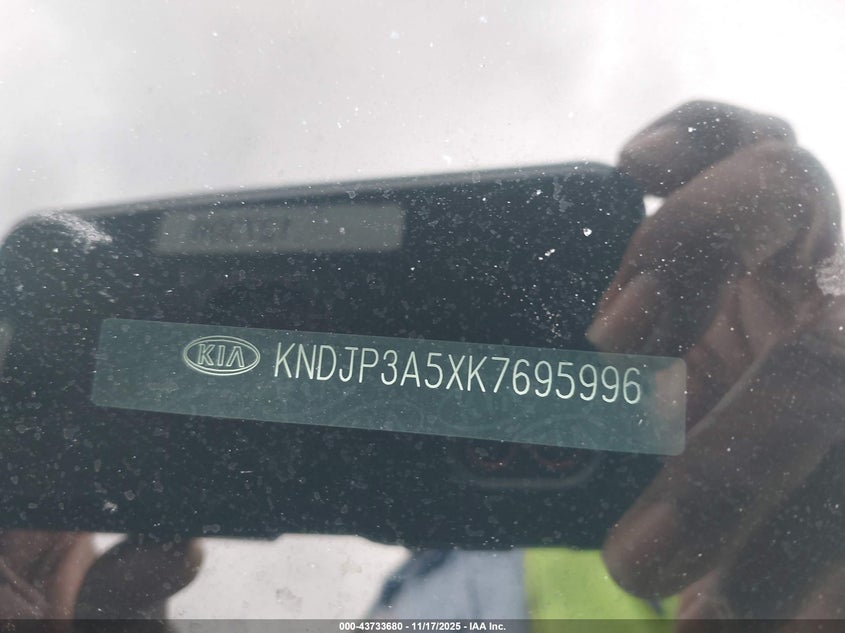 KIA KNDJP3A5XK7695996
000-43733680 - 11/17/2025 - IAA Inc.